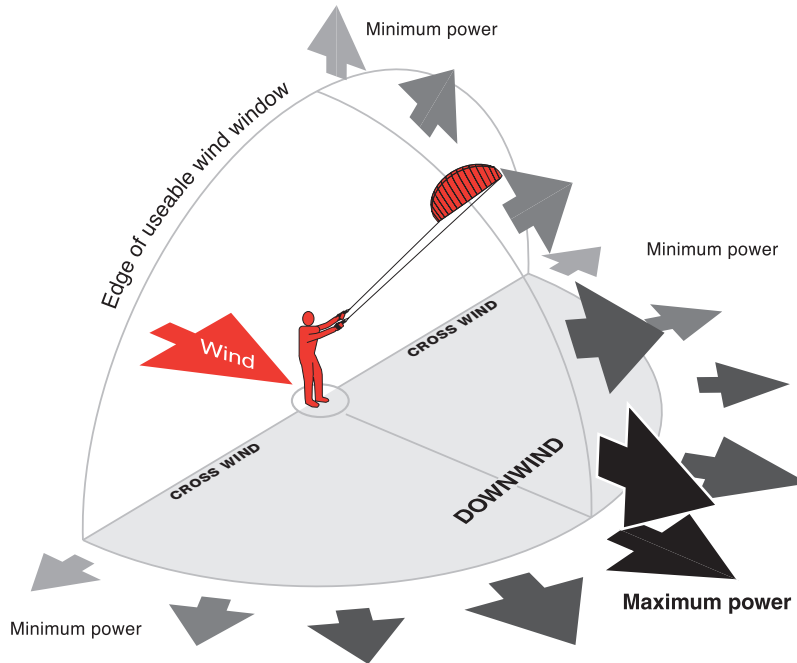 Minimum power
Edge of useable wind window
Minimum power
CROSS WIND
Wind
CROSS WIND
DOWNWIND
Maximum power
Minimum power